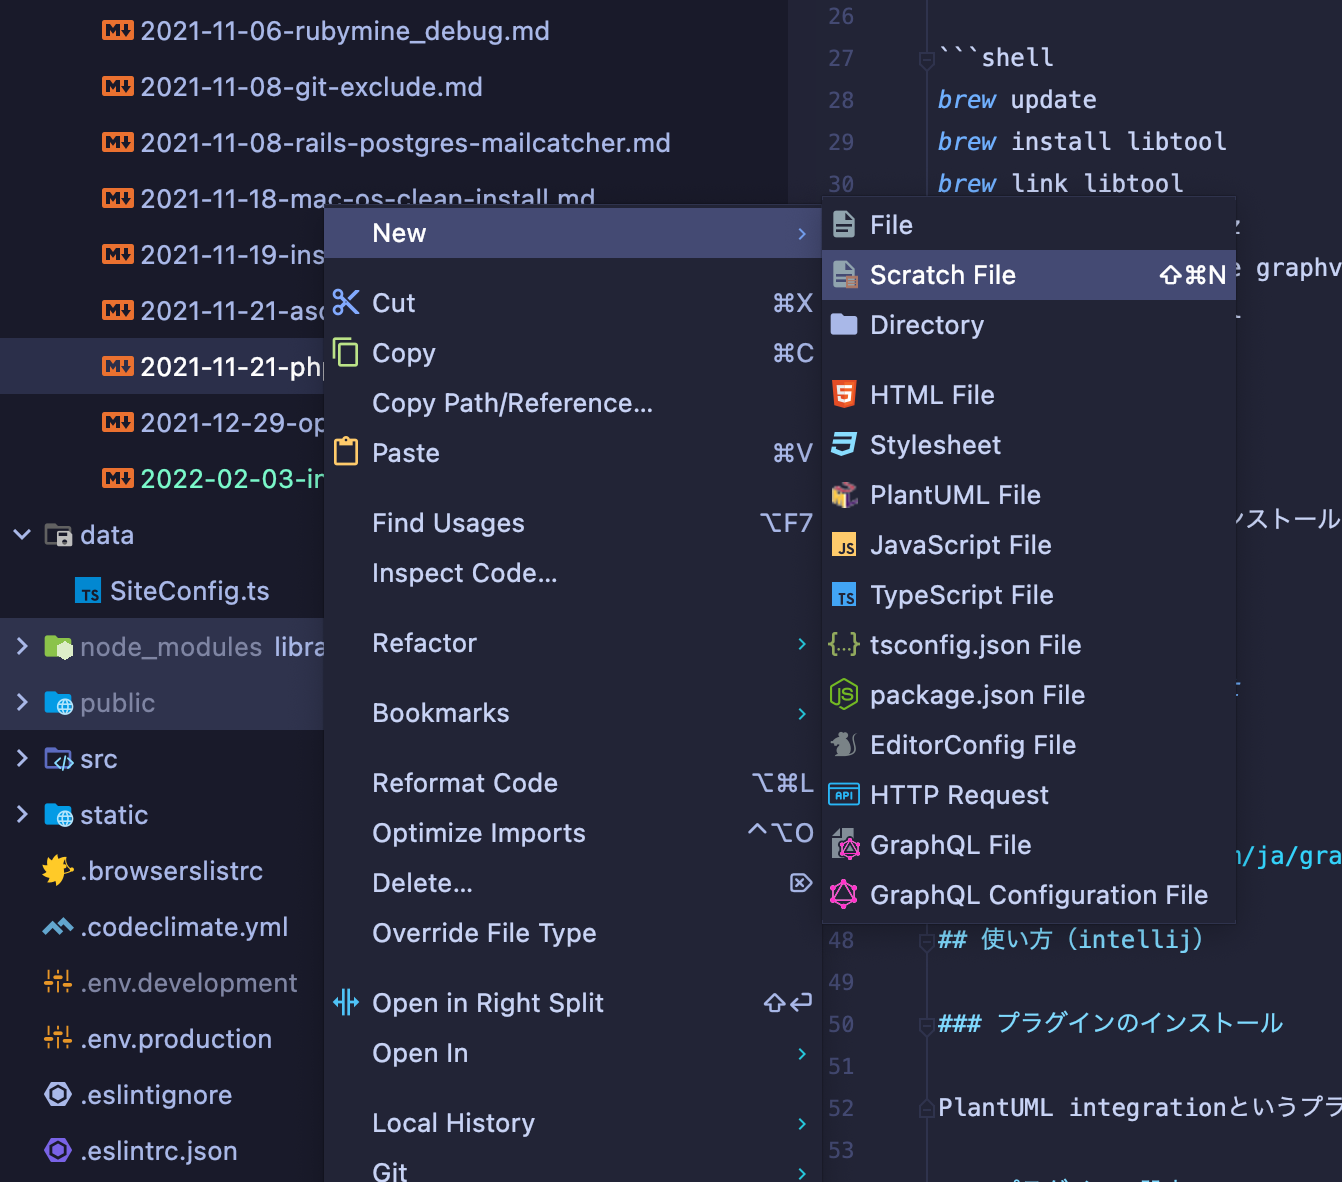 2021-11-06-rubymine_debug.md
2021-11-08-git-exclude.md
2021-11-08-rails-postgres-mailcatcher.md
2021-11-18-mac-os-clean-install.md
2021-11-19-ins
2021-11-21-asc
2021-11-21-php
2021-12-29-op
2022-02-03-in
data
TS SiteConfig.ts
node_modules libra
public
src
static
.browserslistrc
.codeclimate.yml
.env.development
.env.production
.eslintignore
.eslintrc.json
New
Cut ⌘X
Copy ⌘C
Copy Path/Reference...
Paste ⌘V
Find Usages ⌥F7
Inspect Code...
Refactor
Bookmarks
Reformat Code ⌥⌘L
Optimize Imports ^⌥O
Delete... ⌦
Override File Type
Open in Right Split ⇧↩
Open In
Local History
Git
File
Scratch File ⇧⌘N
Directory
HTML File
Stylesheet
PlantUML File
JS JavaScript File
TS TypeScript File
{...} tsconfig.json File
JS package.json File
EditorConfig File
API HTTP Request
GraphQL File
GraphQL Configuration File
26
27 ```shell
28 brew update
29 brew install libtool
30 brew link libtool
graphv
ンストール
/ja/gra
48 ## 使い方（intellij）
49
50 ### プラグインのインストール
51
52 PlantUML integrationというプラ
53